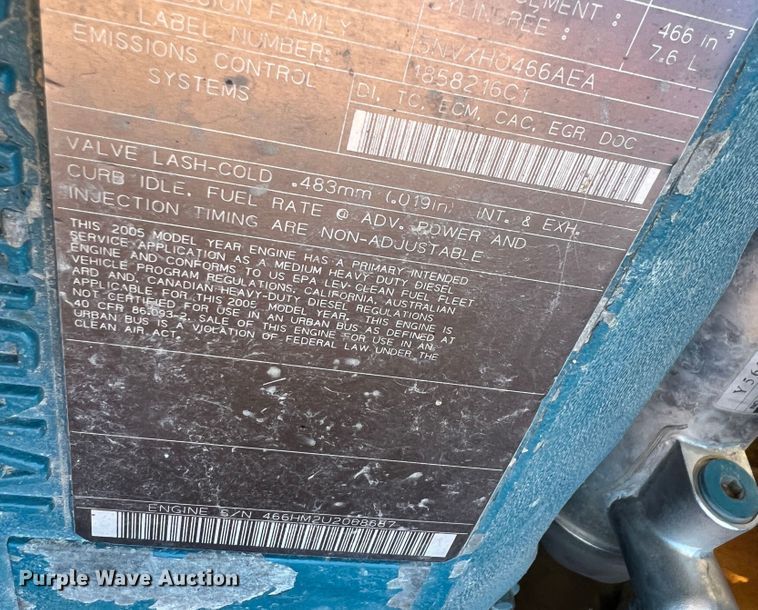 DISPLACEMENT :
CYLINDREE :
466 in³
7.6 L
FAMILY
5NVXH0466AEA
LABEL NUMBER:
1858216C1
EMISSIONS CONTROL
SYSTEMS
DI, TC, ECM, CAC, EGR, DOC
VALVE LASH-COLD .483mm (.019in) INT. & EXH.
CURB IDLE, FUEL RATE @ ADV. POWER AND
INJECTION TIMING ARE NON-ADJUSTABLE
THIS 2005 MODEL YEAR ENGINE HAS A PRIMARY INTENDED
SERVICE APPLICATION AS A MEDIUM HEAVY DUTY DIESEL
ENGINE AND CONFORMS TO US EPA LEV-CLEAN FUEL FLEET
VEHICLE PROGRAM REGULATIONS, CALIFORNIA, AUSTRALIAN
ARD AND, CANADIAN HEAVY-DUTY DIESEL REGULATIONS
APPLICABLE FOR THIS 2005 MODEL YEAR. THIS ENGINE IS
NOT CERTIFIED FOR USE IN AN URBAN BUS AS DEFINED AT
40 CFR 86.093-2. SALE OF THIS ENGINE FOR USE IN AN
URBAN BUS IS A VIOLATION OF FEDERAL LAW UNDER THE
CLEAN AIR ACT.
ENGINE S/N 466HM2U2098687
Purple Wave Auction